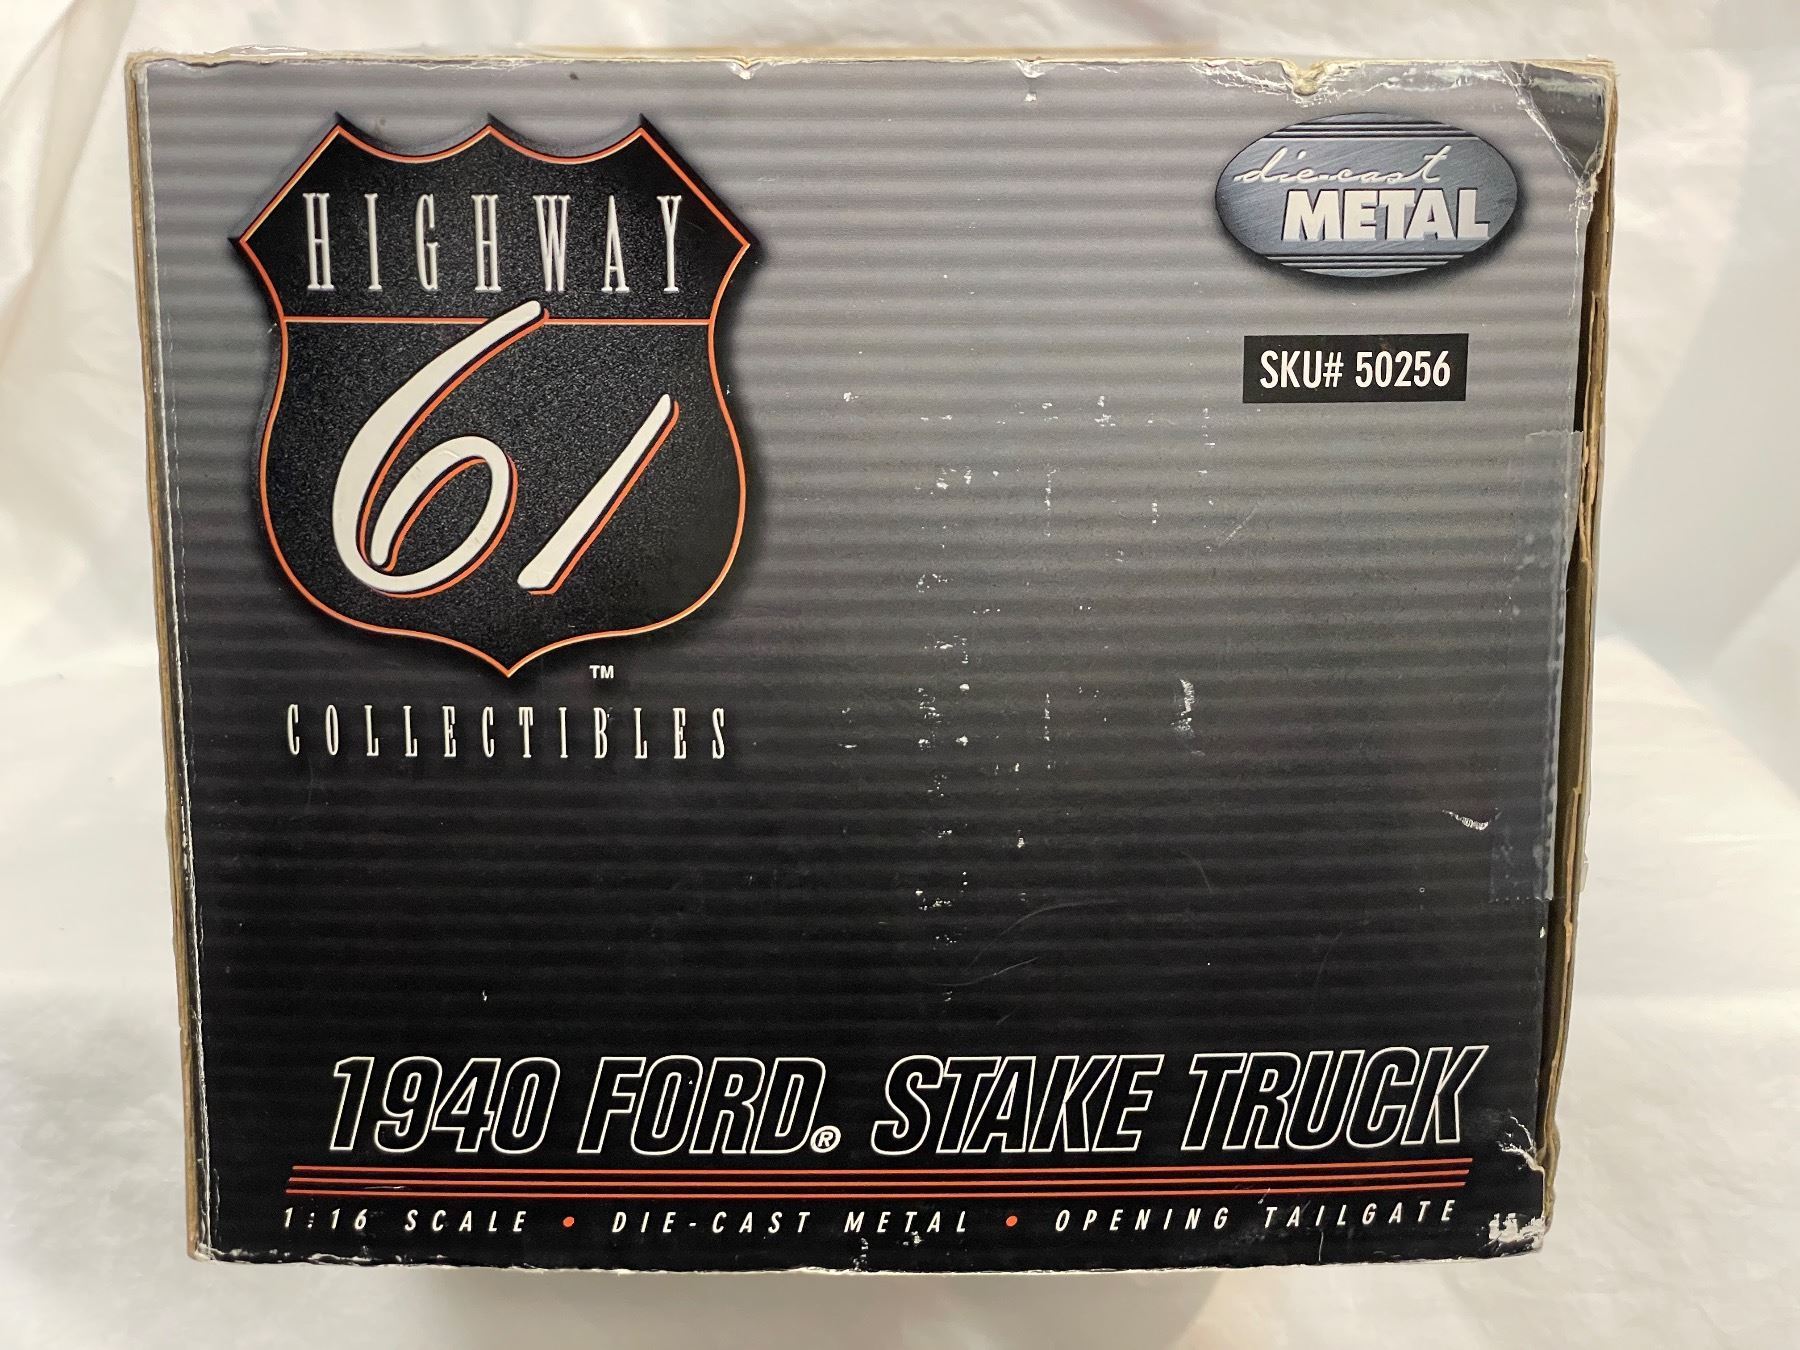 HIGHWAY
61
TM
COLLECTIBLES
die-cast
METAL
SKU# 50256
1940 FORD® STAKE TRUCK
1:16 SCALE • DIE-CAST METAL • OPENING TAILGATE